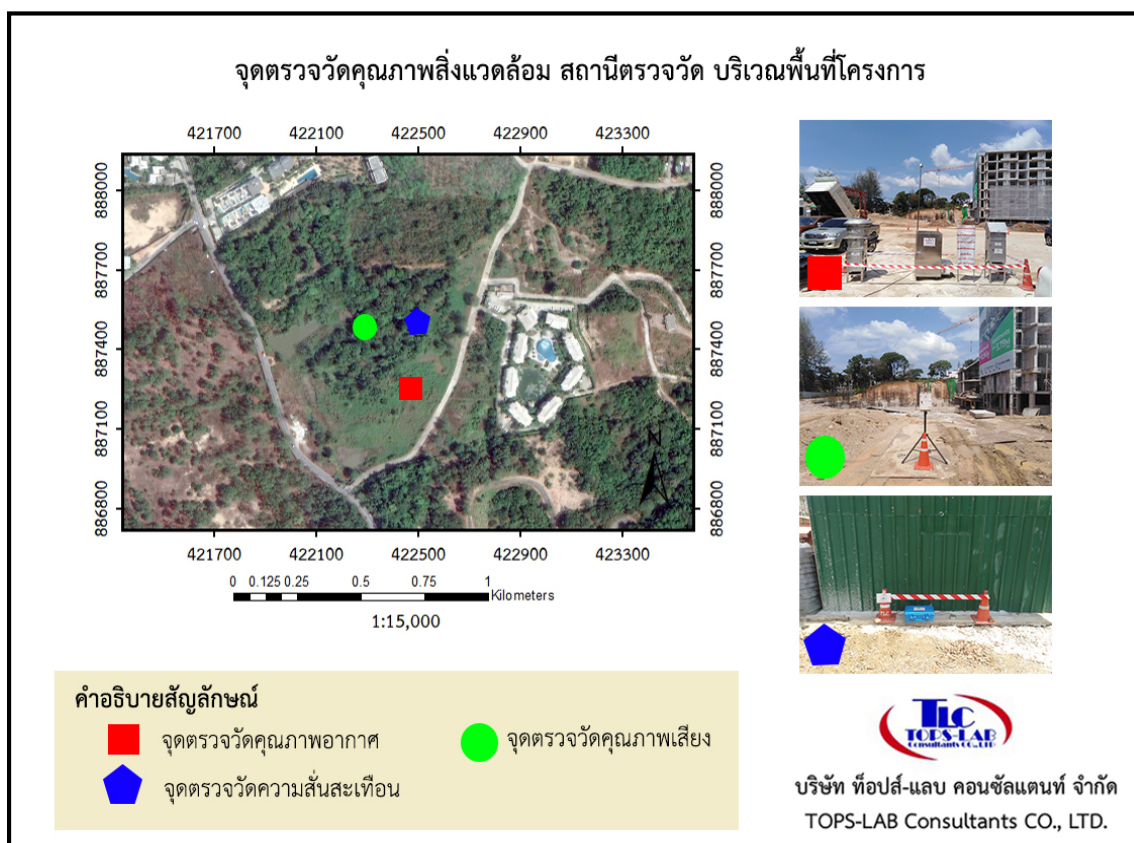 จุดตรวจวัดคุณภาพสิ่งแวดล้อม สถานีตรวจวัด บริเวณพื้นที่โครงการ
421700 422100 422500 422900 423300
888000 888000
887700 887700
887400 887400
887100 887100
886800 886800
N
421700 422100 422500 422900 423300
0 0.125 0.25 0.5 0.75 1
Kilometers
1:15,000
คำอธิบายสัญลักษณ์
จุดตรวจวัดคุณภาพอากาศ
จุดตรวจวัดคุณภาพเสียง
จุดตรวจวัดความสั่นสะเทือน
TLC
TLC
TOPS-LAB
Consultants CO.,LTD
บริษัท ท็อปส์-แลบ คอนซัลแตนท์ จำกัด
TOPS-LAB Consultants CO., LTD.